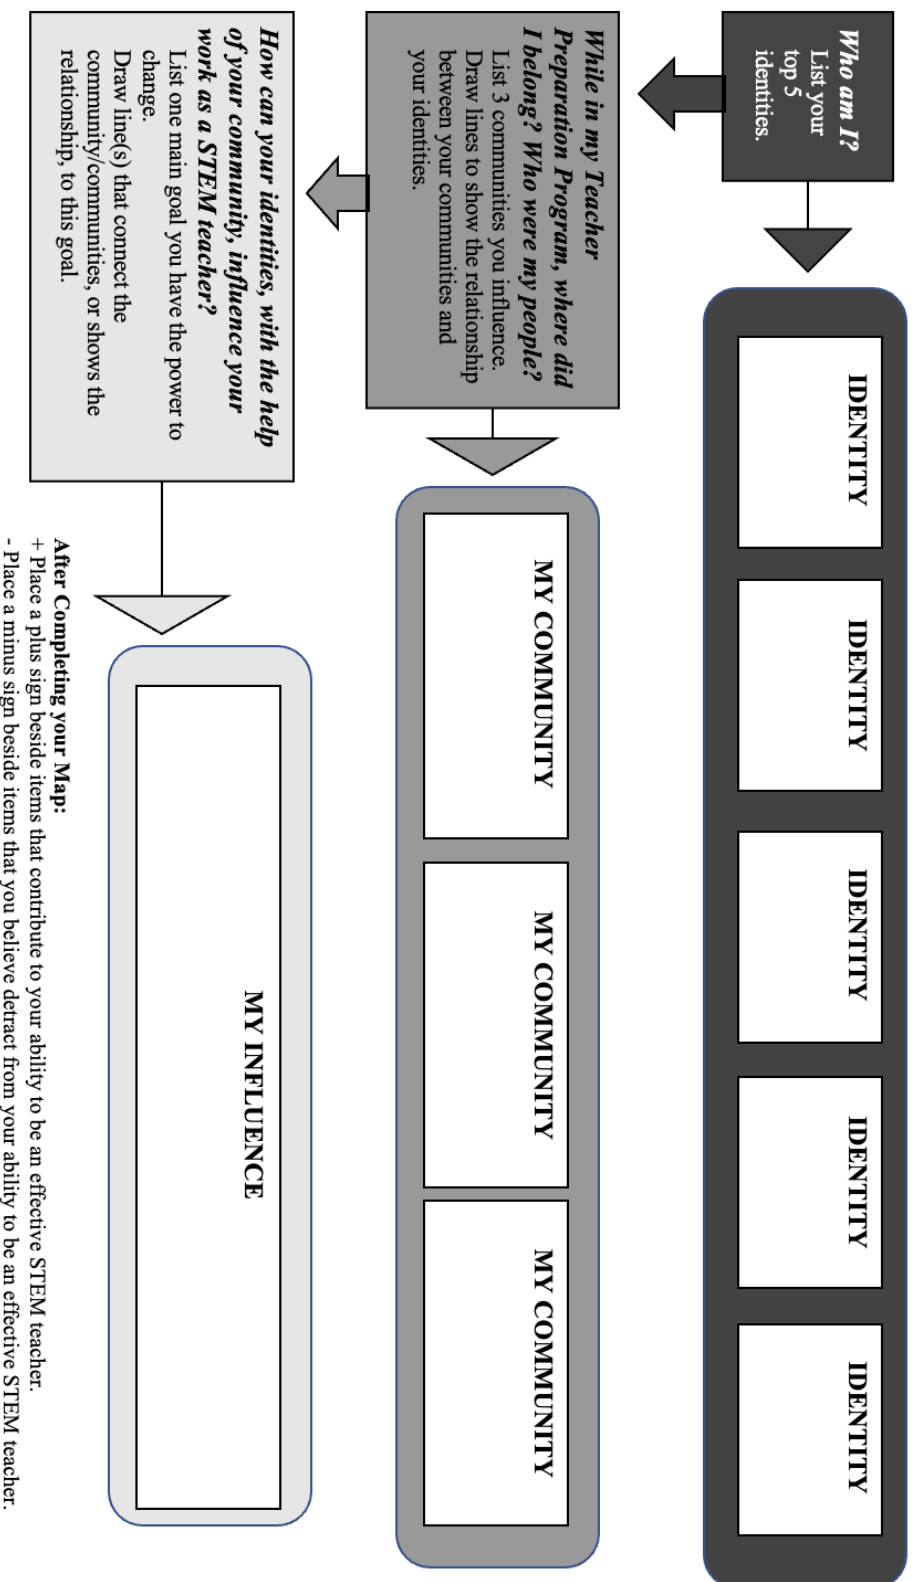 Who am I?
List your
top 5
identities.
IDENTITY
IDENTITY
IDENTITY
IDENTITY
IDENTITY
While in my Teacher
Preparation Program, where did
I belong? Who were my people?
List 3 communities you influence.
Draw lines to show the relationship
between your communities and
your identities.
MY COMMUNITY
MY COMMUNITY
MY COMMUNITY
How can your identities, with the help
of your community, influence your
work as a STEM teacher?
List one main goal you have the power to
change.
Draw line(s) that connect the
community/communities, or shows the
relationship, to this goal.
MY INFLUENCE
After Completing your Map:
+ Place a plus sign beside items that contribute to your ability to be an effective STEM teacher.
- Place a minus sign beside items that you believe detract from your ability to be an effective STEM teacher.